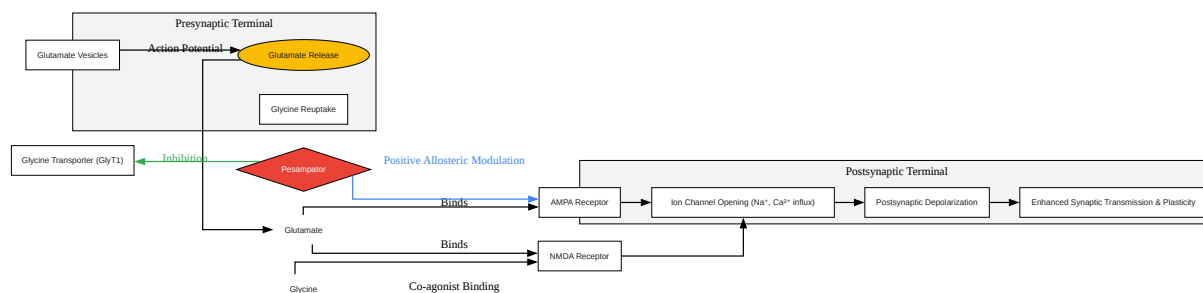 Presynaptic Terminal
Glutamate Vesicles
Action Potential
Glutamate Release
Glycine Reuptake
Glycine Transporter (GlyT1)
Inhibition
Pesampator
Positive Allosteric Modulation
Postsynaptic Terminal
Binds
AMPA Receptor
Ion Channel Opening (Na⁺, Ca²⁺ influx)
Postsynaptic Depolarization
Enhanced Synaptic Transmission & Plasticity
Glutamate
Binds
NMDA Receptor
Glycine
Co-agonist Binding